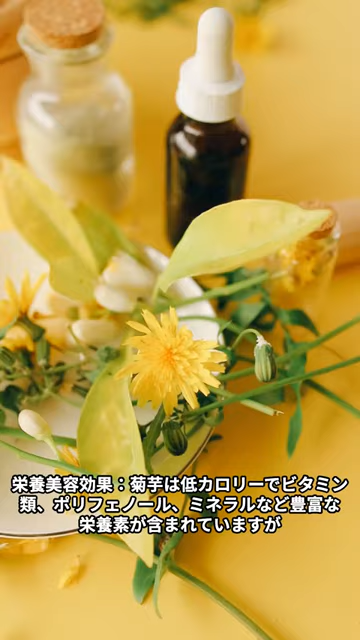 栄養美容効果：菊芋は低カロリーでビタミン
類、ポリフェノール、ミネラルなど豊富な
栄養素が含まれていますが